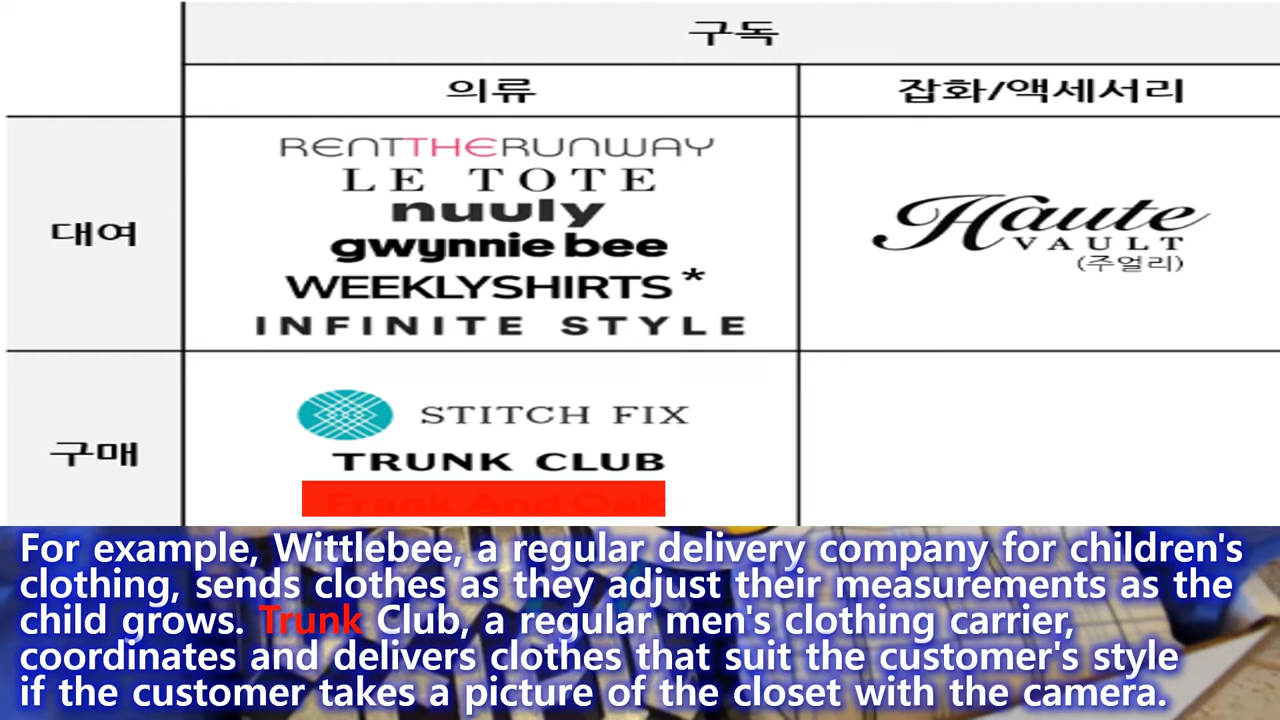 구독
의류 잡화/액세서리
대여
RENTTHERUNWAY
LE TOTE
nuuly
gwynnie bee
WEEKLYSHIRTS*
INFINITE STYLE
Haute
VAULT
(주얼리)
구매
STITCH FIX
TRUNK CLUB
Frank And Oak
For example, Wittlebee, a regular delivery company for children's
clothing, sends clothes as they adjust their measurements as the
child grows. Trunk Club, a regular men's clothing carrier,
coordinates and delivers clothes that suit the customer's style
if the customer takes a picture of the closet with the camera.